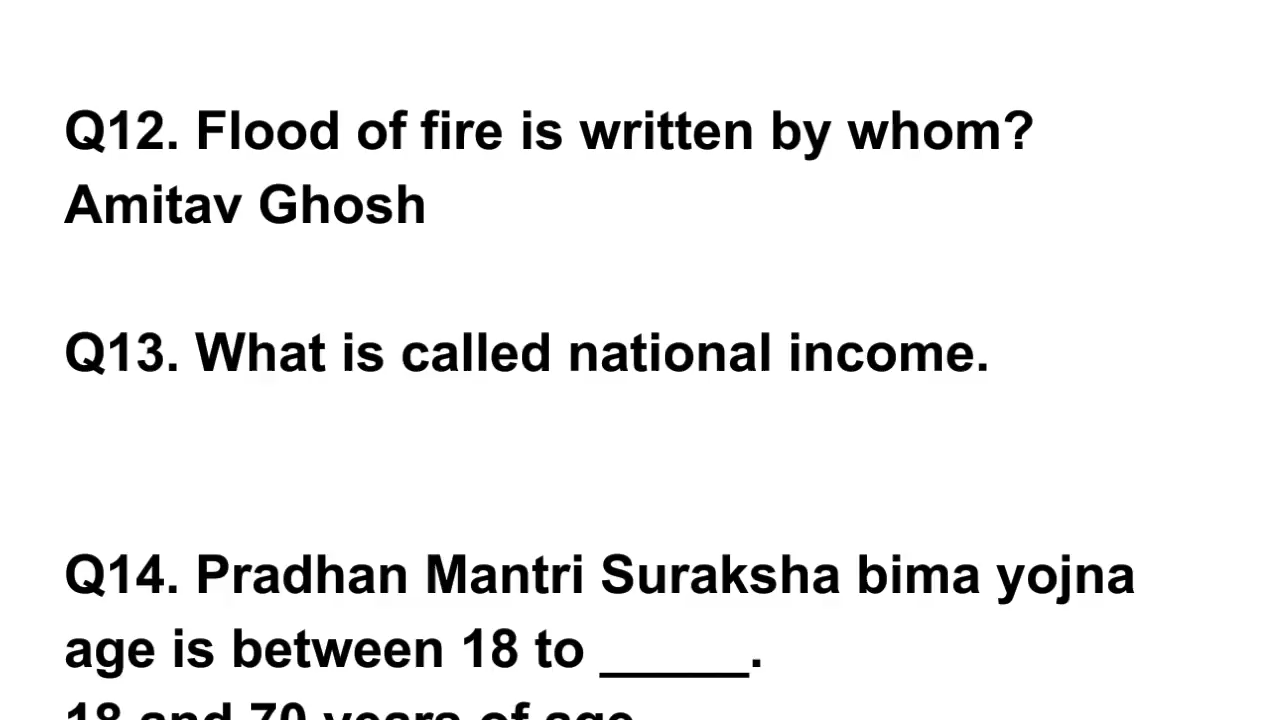 Q12. Flood of fire is written by whom?
Amitav Ghosh
Q13. What is called national income.
Q14. Pradhan Mantri Suraksha bima yojna
age is between 18 to _____.
18 and 70 years of age